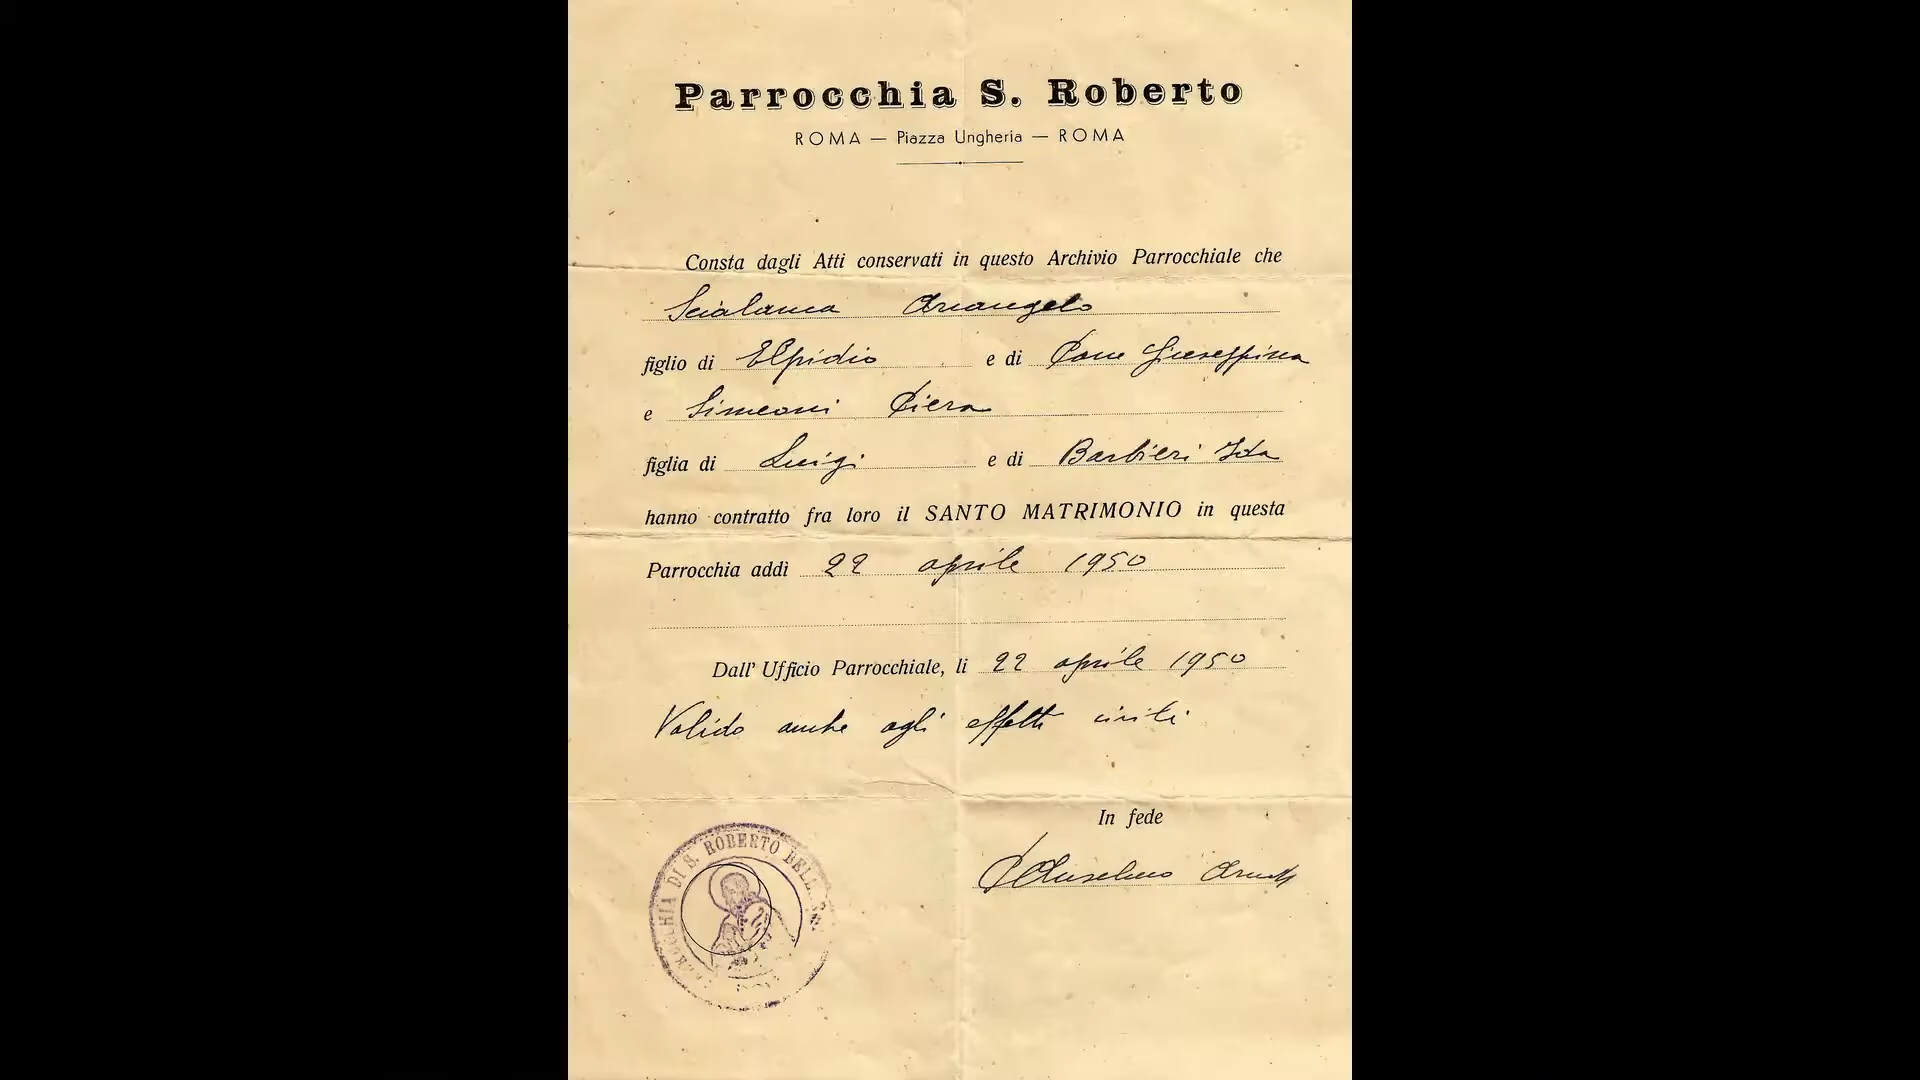 Parrocchia S. Roberto
ROMA — Piazza Ungheria — ROMA
Consta dagli Atti conservati in questo Archivio Parrocchiale che
Scialanca Arcangelo
figlio di Elpidio e di Pane Giuseppina
e Simeoni Piera
figlia di Luigi e di Barbieri Ida
hanno contratto fra loro il SANTO MATRIMONIO in questa
Parrocchia addì 22 aprile 1950
Dall' Ufficio Parrocchiale, li 22 aprile 1950
Valido anche agli effetti civili
In fede
P Anselmo
PARROCCHIA DI S. ROBERTO